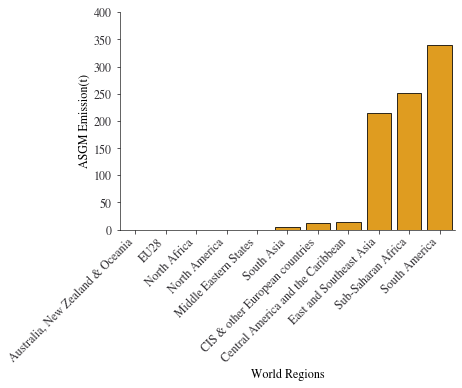 400
350
300
250
200
150
100
50
0
ASGM Emission(t)
Australia, New Zealand & Oceania
EU28
North Africa
North America
Middle Eastern States
South Asia
CIS & other European countries
Central America and the Caribbean
East and Southeast Asia
Sub-Saharan Africa
South America
World Regions